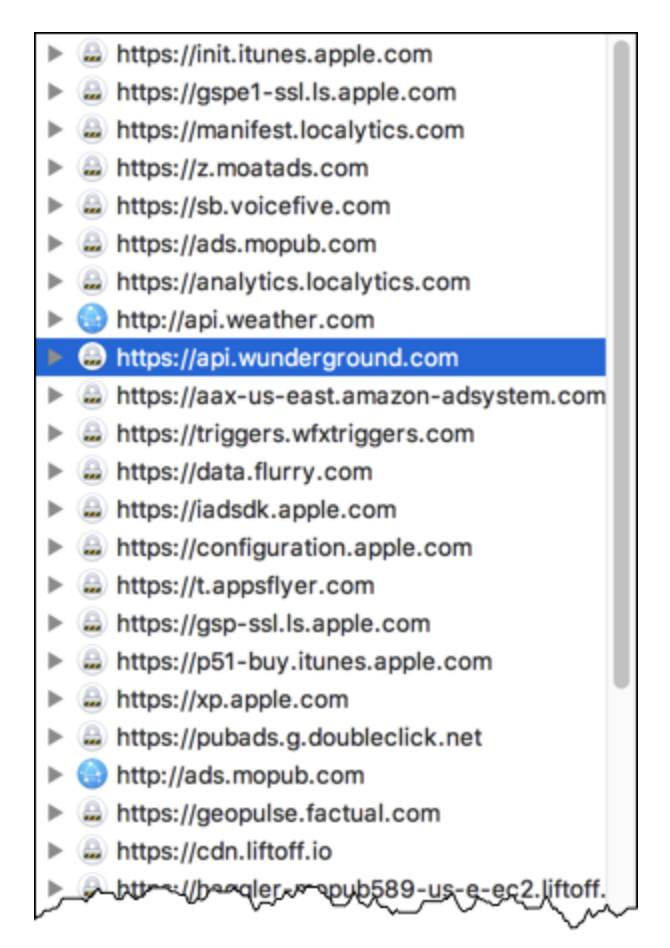 https://init.itunes.apple.com
https://gspe1-ssl.ls.apple.com
https://manifest.localytics.com
https://z.moatads.com
https://sb.voicefive.com
https://ads.mopub.com
https://analytics.localytics.com
http://api.weather.com
https://api.wunderground.com
https://aax-us-east.amazon-adsystem.com
https://triggers.wfxtriggers.com
https://data.flurry.com
https://iadsdk.apple.com
https://configuration.apple.com
https://t.appsflyer.com
https://gsp-ssl.ls.apple.com
https://p51-buy.itunes.apple.com
https://xp.apple.com
https://pubads.g.doubleclick.net
http://ads.mopub.com
https://geopulse.factual.com
https://cdn.liftoff.io
https://haggler-mopub589-us-e-ec2.liftoff.